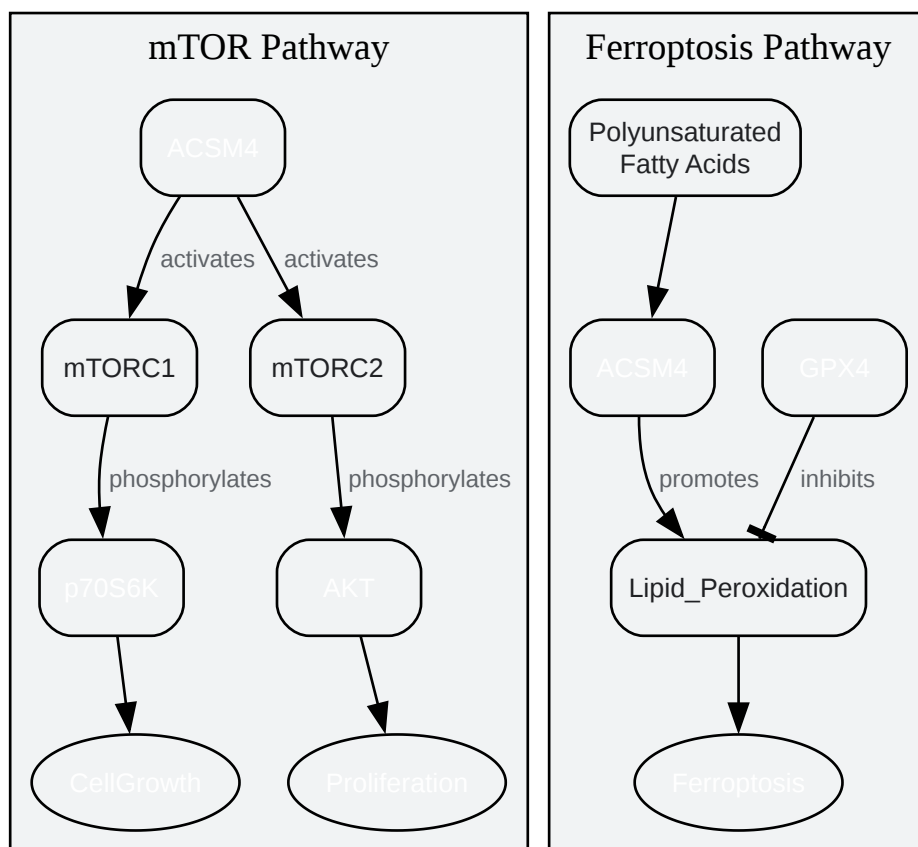 mTOR Pathway
ACSM4
activates
activates
mTORC1
mTORC2
phosphorylates
phosphorylates
p70S6K
AKT
CellGrowth
Proliferation
Ferroptosis Pathway
Polyunsaturated
Fatty Acids
ACSM4
GPX4
promotes
inhibits
Lipid_Peroxidation
Ferroptosis